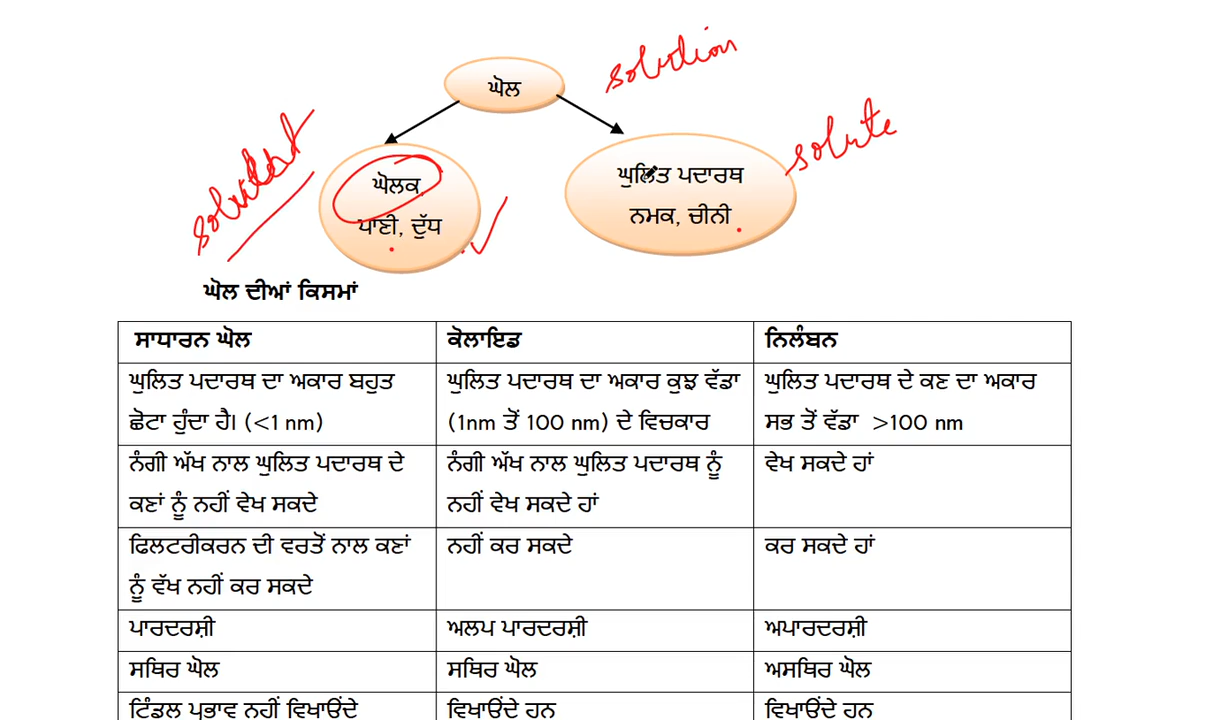 ਘੋਲ
solution
ਘੋਲਕ,
ਪਾਣੀ, ਦੁੱਧ
ਘੁਲਿਤ ਪਦਾਰਥ
ਨਮਕ, ਚੀਨੀ
solute
ਘੋਲ ਦੀਆਂ ਕਿਸਮਾਂ
ਸਾਧਾਰਨ ਘੋਲ
ਕੋਲਾਇਡ
ਨਿਲੰਬਨ
ਘੁਲਿਤ ਪਦਾਰਥ ਦਾ ਅਕਾਰ ਬਹੁਤ
ਛੋਟਾ ਹੁੰਦਾ ਹੈ। (<1 nm)
ਘੁਲਿਤ ਪਦਾਰਥ ਦਾ ਅਕਾਰ ਕੁਝ ਵੱਡਾ
(1nm ਤੋਂ 100 nm) ਦੇ ਵਿਚਕਾਰ
ਘੁਲਿਤ ਪਦਾਰਥ ਦੇ ਕਣ ਦਾ ਅਕਾਰ
ਸਭ ਤੋਂ ਵੱਡਾ >100 nm
ਨੰਗੀ ਅੱਖ ਨਾਲ ਘੁਲਿਤ ਪਦਾਰਥ ਦੇ
ਕਣਾਂ ਨੂੰ ਨਹੀਂ ਵੇਖ ਸਕਦੇ
ਨੰਗੀ ਅੱਖ ਨਾਲ ਘੁਲਿਤ ਪਦਾਰਥ ਨੂੰ
ਨਹੀਂ ਵੇਖ ਸਕਦੇ ਹਾਂ
ਵੇਖ ਸਕਦੇ ਹਾਂ
ਫਿਲਟਰੀਕਰਨ ਦੀ ਵਰਤੋਂ ਨਾਲ ਕਣਾਂ
ਨੂੰ ਵੱਖ ਨਹੀਂ ਕਰ ਸਕਦੇ
ਨਹੀਂ ਕਰ ਸਕਦੇ
ਕਰ ਸਕਦੇ ਹਾਂ
ਪਾਰਦਰਸ਼ੀ
ਅਲਪ ਪਾਰਦਰਸ਼ੀ
ਅਪਾਰਦਰਸ਼ੀ
ਸਥਿਰ ਘੋਲ
ਸਥਿਰ ਘੋਲ
ਅਸਥਿਰ ਘੋਲ
ਟਿੰਡਲ ਪ੍ਰਭਾਵ ਨਹੀਂ ਵਿਖਾਉਂਦੇ
ਵਿਖਾਉਂਦੇ ਹਨ
ਵਿਖਾਉਂਦੇ ਹਨ